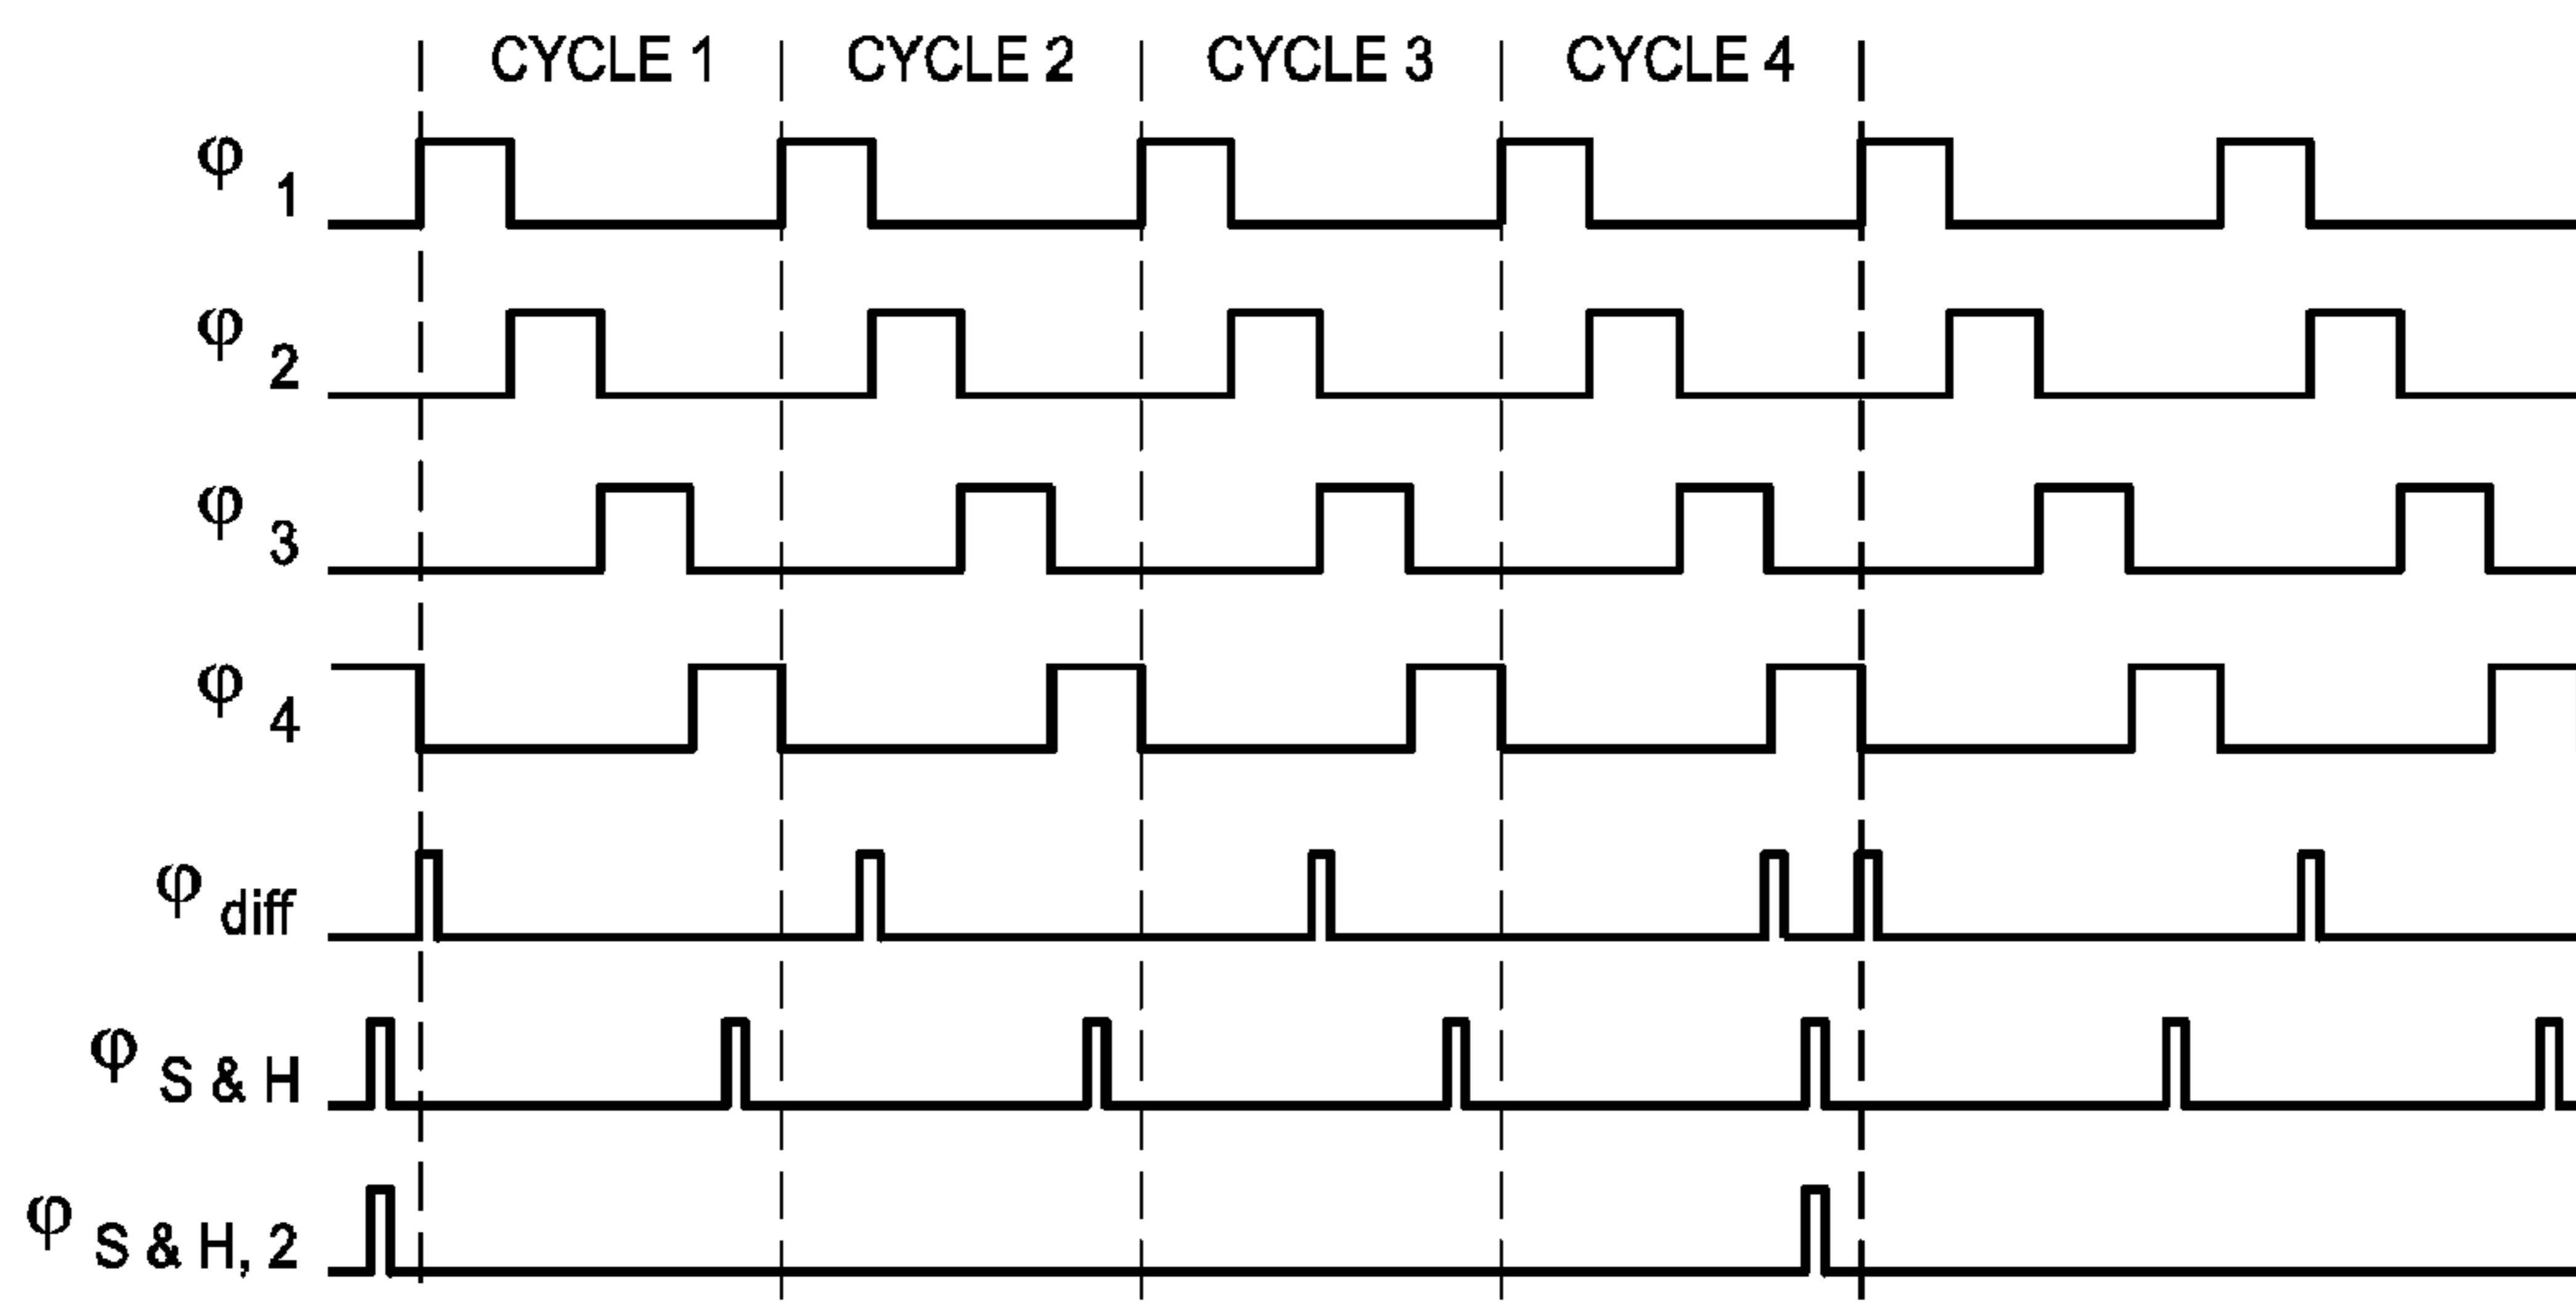 CYCLE 1 CYCLE 2 CYCLE 3 CYCLE 4
φ 1
φ 2
φ 3
φ 4
φ diff
φ S & H
φ S & H, 2